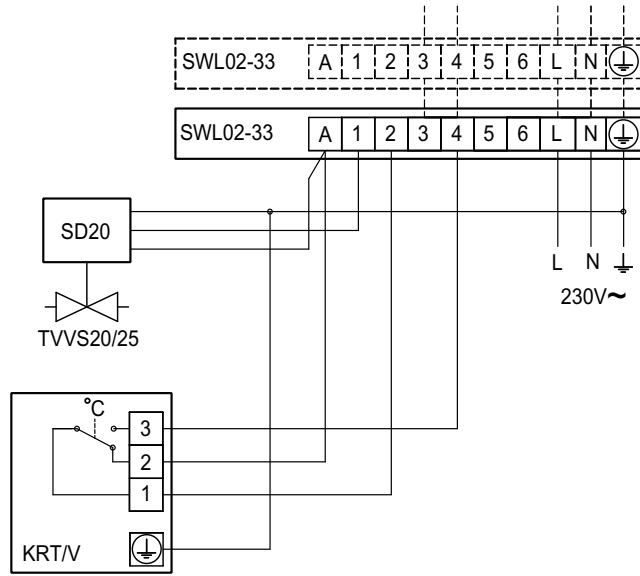 SWL02-33 A 1 2 3 4 5 6 L N
SWL02-33 A 1 2 3 4 5 6 L N
SD20
L N
230V~
TVVS20/25
°C
3
2
1
KRT/V